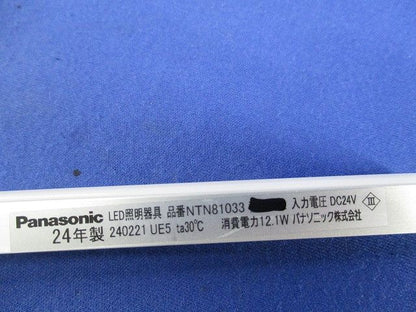 Panasonic LED照明器具 品番NTN81033 入力電圧 DC24V Ⅲ
24年製 240221 UE5 ta30℃ 消費電力12.1W パナソニック株式会社